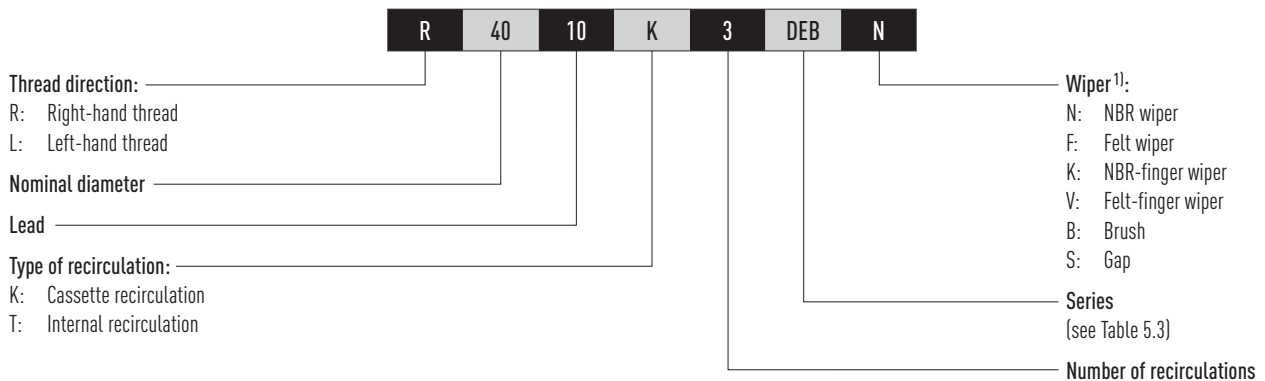 R 40 10 K 3 DEB N
Thread direction:
R: Right-hand thread
L: Left-hand thread
Nominal diameter
Lead
Type of recirculation:
K: Cassette recirculation
T: Internal recirculation
Wiper 1):
N: NBR wiper
F: Felt wiper
K: NBR-finger wiper
V: Felt-finger wiper
B: Brush
S: Gap
Series
(see Table 5.3)
Number of recirculations